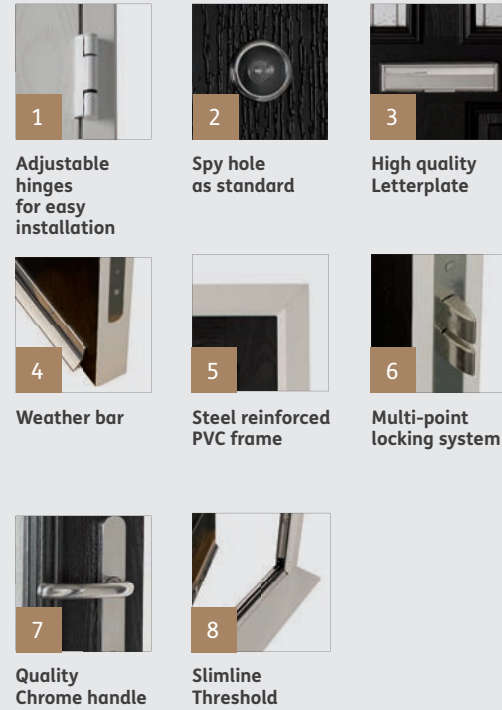 1
Adjustable
hinges
for easy
installation
2
Spy hole
as standard
3
High quality
Letterplate
4
Weather bar
5
Steel reinforced
PVC frame
6
Multi-point
locking system
7
Quality
Chrome handle
8
Slimline
Threshold